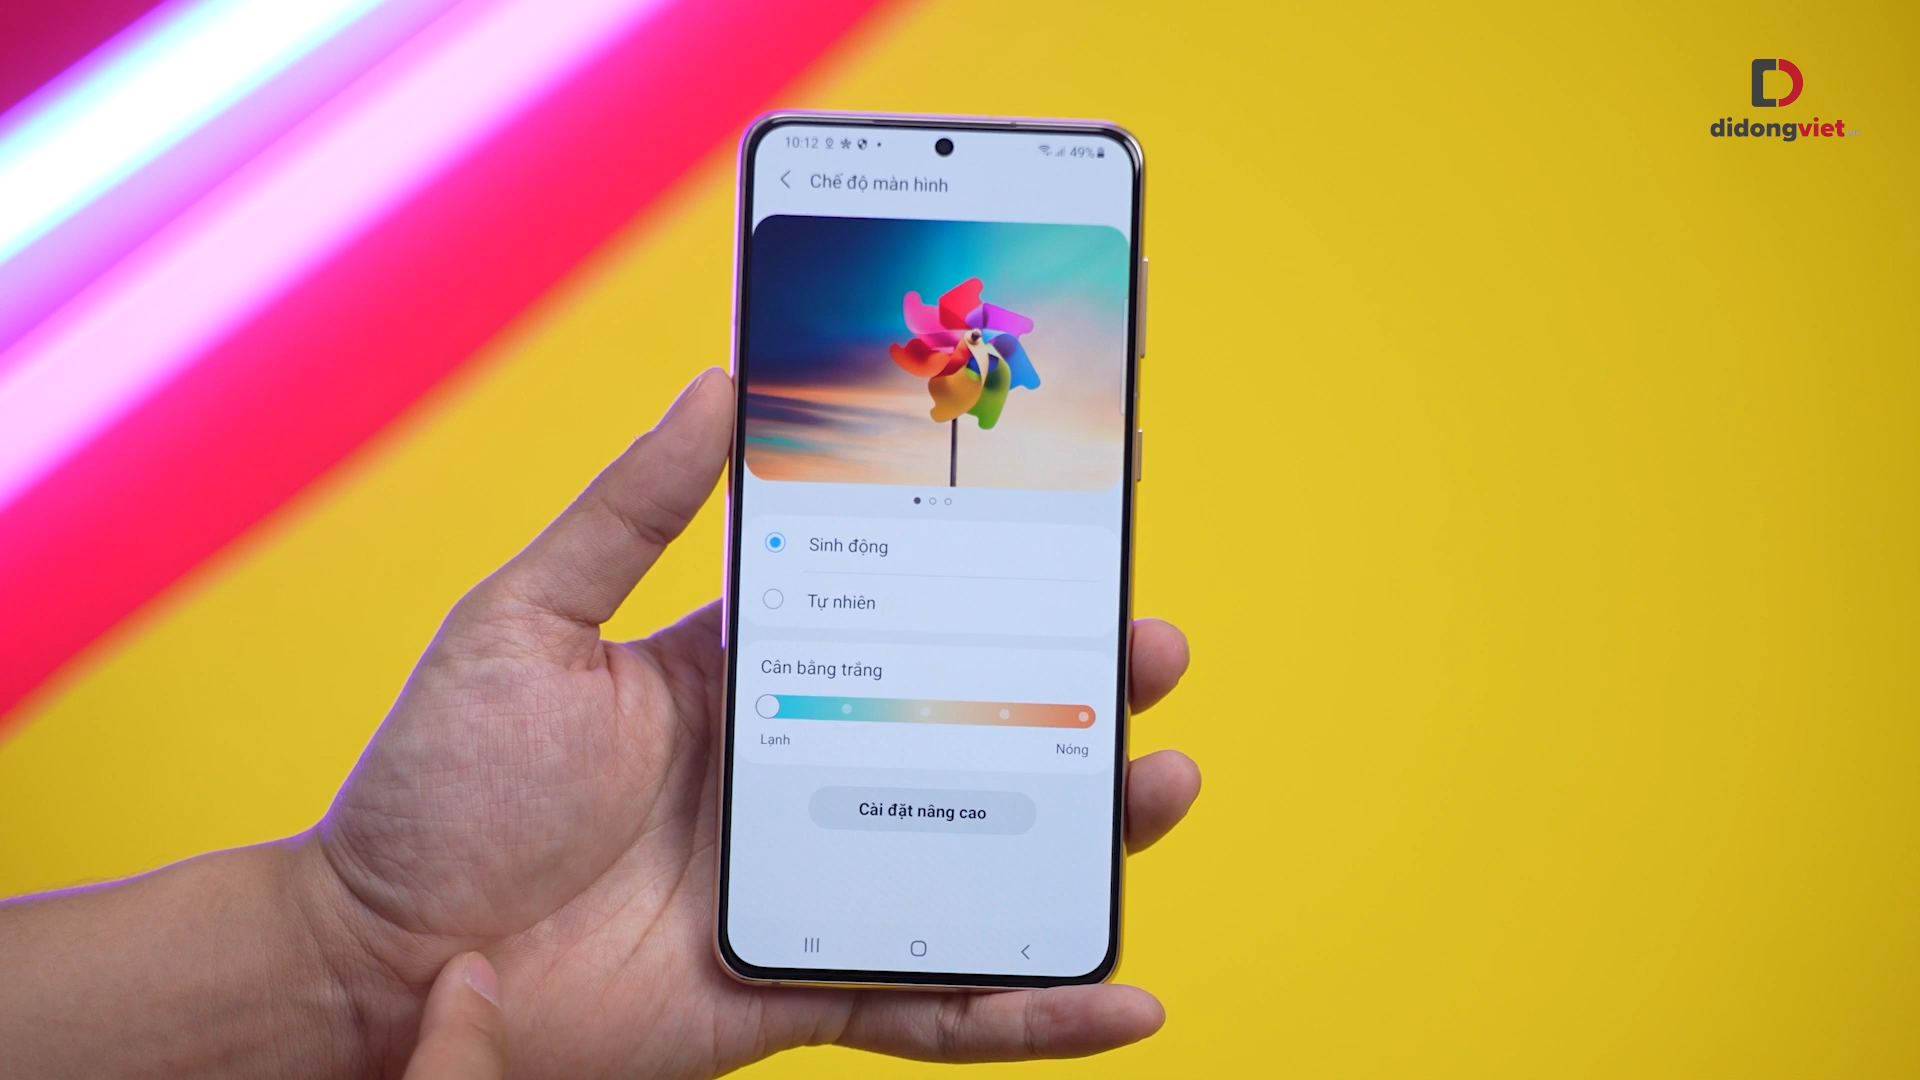 didongviet
10:12
49%
Chế độ màn hình
Sinh động
Tự nhiên
Cân bằng trắng
Lạnh
Nóng
Cài đặt nâng cao